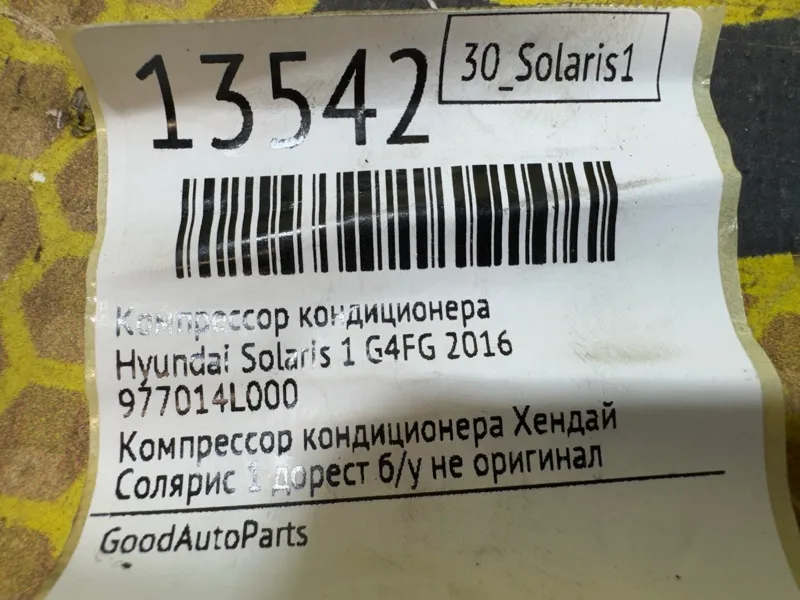 13542
30_Solaris1
Компрессор кондиционера
Hyundai Solaris 1 G4FG 2016
977014L000
Компрессор кондиционера Хендай
Солярис 1 дорест б/у не оригинал
GoodAutoParts